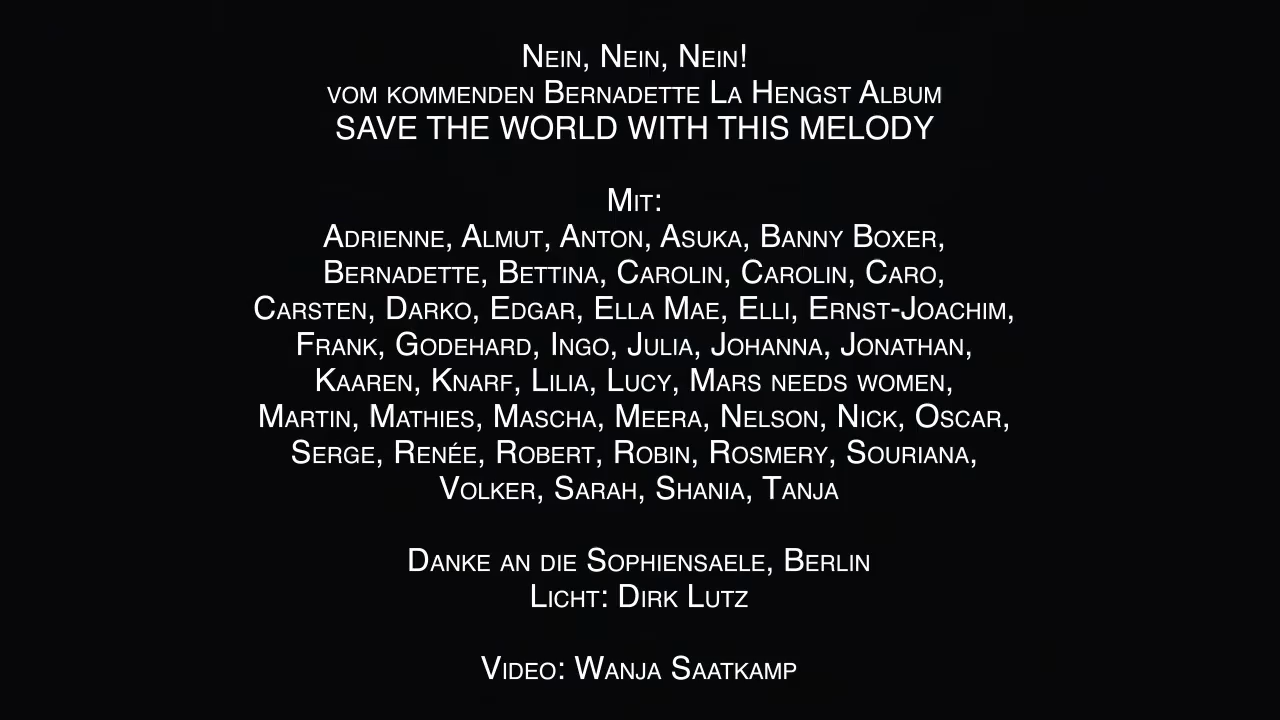 Nein, Nein, Nein!
vom kommenden Bernadette La Hengst Album
SAVE THE WORLD WITH THIS MELODY
Mit:
Adrienne, Almut, Anton, Asuka, Banny Boxer,
Bernadette, Bettina, Carolin, Carolin, Caro,
Carsten, Darko, Edgar, Ella Mae, Elli, Ernst-Joachim,
Frank, Godehard, Ingo, Julia, Johanna, Jonathan,
Kaaren, Knarf, Lilia, Lucy, Mars needs women,
Martin, Mathies, Mascha, Meera, Nelson, Nick, Oscar,
Serge, Renée, Robert, Robin, Rosmery, Souriana,
Volker, Sarah, Shania, Tanja
Danke an die Sophiensaele, Berlin
Licht: Dirk Lutz
Video: Wanja Saatkamp